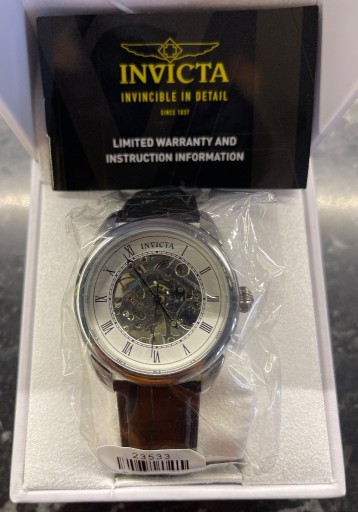 INVICTA
INVINCIBLE IN DETAIL
SINCE 1837
LIMITED WARRANTY AND
INSTRUCTION INFORMATION
INVICTA
23533